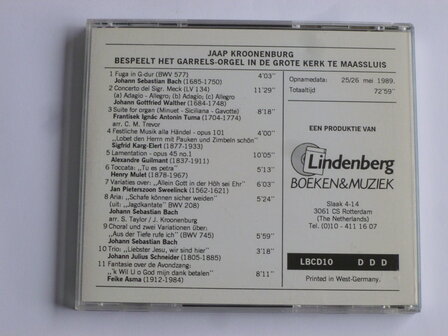 JAAP KROONENBURG
BESPEELT HET GARRELS-ORGEL IN DE GROTE KERK TE MAASSLUIS
1 Fuga in G-dur (BWV 577) 4'03"
Johann Sebastian Bach (1685-1750)
2 Concerto del Sigr. Meck (LV 134) 11'29"
(a) Adagio - Allegro; (b) Adagio; (c) Allegro
Johann Gottfried Walther (1684-1748)
3 Suite for organ (Minuet - Siciliana - Gavotte) 8'18"
Frantisek Ignác Antonin Tuma (1704-1774)
arr. C. M. Trevor
4 Festliche Musik alla Händel - opus 101 4'00"
„Lobet den Herrn mit Pauken und Zimbeln schön"
Sigfrid Karg-Elert (1877-1933)
5 Lamentation - opus 45 no.1 10'05"
Alexandre Guilmant (1837-1911)
6 Toccata: „Tu es petra" 5'13"
Henry Mulet (1878-1967)
7 Variaties over: „Allein Gott in der Höh sei Ehr" 6'03"
Jan Pieterszoon Sweelinck (1562-1621)
8 Aria: „Schafe können sicher weiden" 5'24"
(uit: „Jagdkantate" BWV 208)
Johann Sebastian Bach
arr. S. Taylor / J. Kroonenburg
9 Choral und zwei Variationen über:
„Aus der Tiefe rufe ich" (BWV 745) 5'59"
Johann Sebastian Bach
10 Trio: „Liebster Jesu, wir sind hier" 3'18"
Johann Julius Schneider (1805-1885)
11 Fantasie over de Avondzang:
„'k Wil U o God mijn dank betalen" 8'11"
Feike Asma (1912-1984)
Opnamedata: 25/26 mei 1989.
Totaaltijd 72'59"
EEN PRODUKTIE VAN
Lindenberg
BOEKEN&MUZIEK
Slaak 4-14
3061 CS Rotterdam
(The Netherlands)
Tel. (0)10 - 411 16 07
LBCD10 D D D
Printed in West-Germany.